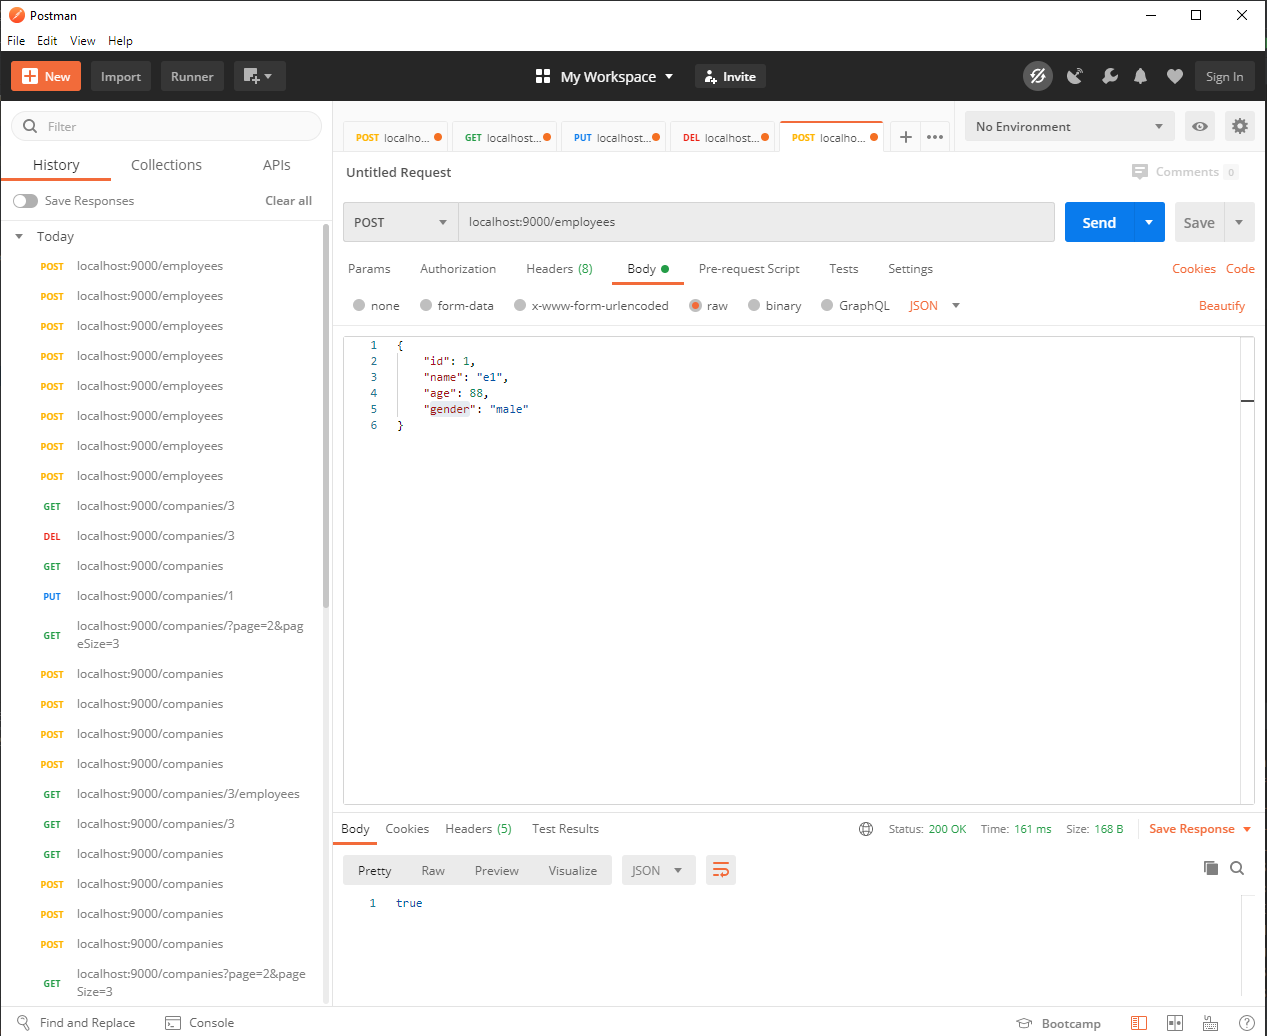 Postman
File Edit View Help
New Import Runner My Workspace Invite Sign In
Filter
History Collections APIs
Save Responses Clear all
Today
POST localhost:9000/employees
POST localhost:9000/employees
POST localhost:9000/employees
POST localhost:9000/employees
POST localhost:9000/employees
POST localhost:9000/employees
POST localhost:9000/employees
POST localhost:9000/employees
GET localhost:9000/companies/3
DEL localhost:9000/companies/3
GET localhost:9000/companies
PUT localhost:9000/companies/1
GET localhost:9000/companies/?page=2&pag
eSize=3
POST localhost:9000/companies
POST localhost:9000/companies
POST localhost:9000/companies
POST localhost:9000/companies
GET localhost:9000/companies/3/employees
GET localhost:9000/companies/3
GET localhost:9000/companies
POST localhost:9000/companies
POST localhost:9000/companies
POST localhost:9000/companies
GET localhost:9000/companies?page=2&page
Size=3
POST localho... GET localhost... PUT localhost... DEL localhost... POST localho... No Environment
Untitled Request Comments 0
POST localhost:9000/employees Send Save
Params Authorization Headers (8) Body Pre-request Script Tests Settings Cookies Code
none form-data x-www-form-urlencoded raw binary GraphQL JSON Beautify
1 {
2 "id": 1,
3 "name": "e1",
4 "age": 88,
5 "gender": "male"
6 }
Body Cookies Headers (5) Test Results Status: 200 OK Time: 161 ms Size: 168 B Save Response
Pretty Raw Preview Visualize JSON
1 true
Find and Replace Console Bootcamp